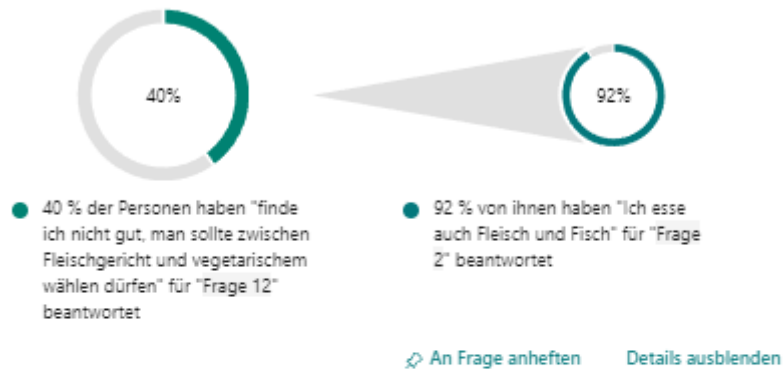 40%
92%
40 % der Personen haben "finde
ich nicht gut, man sollte zwischen
Fleischgericht und vegetarischem
wählen dürfen" für "Frage 12"
beantwortet
92 % von ihnen haben "Ich esse
auch Fleisch und Fisch" für "Frage
2" beantwortet
An Frage anheften
Details ausblenden